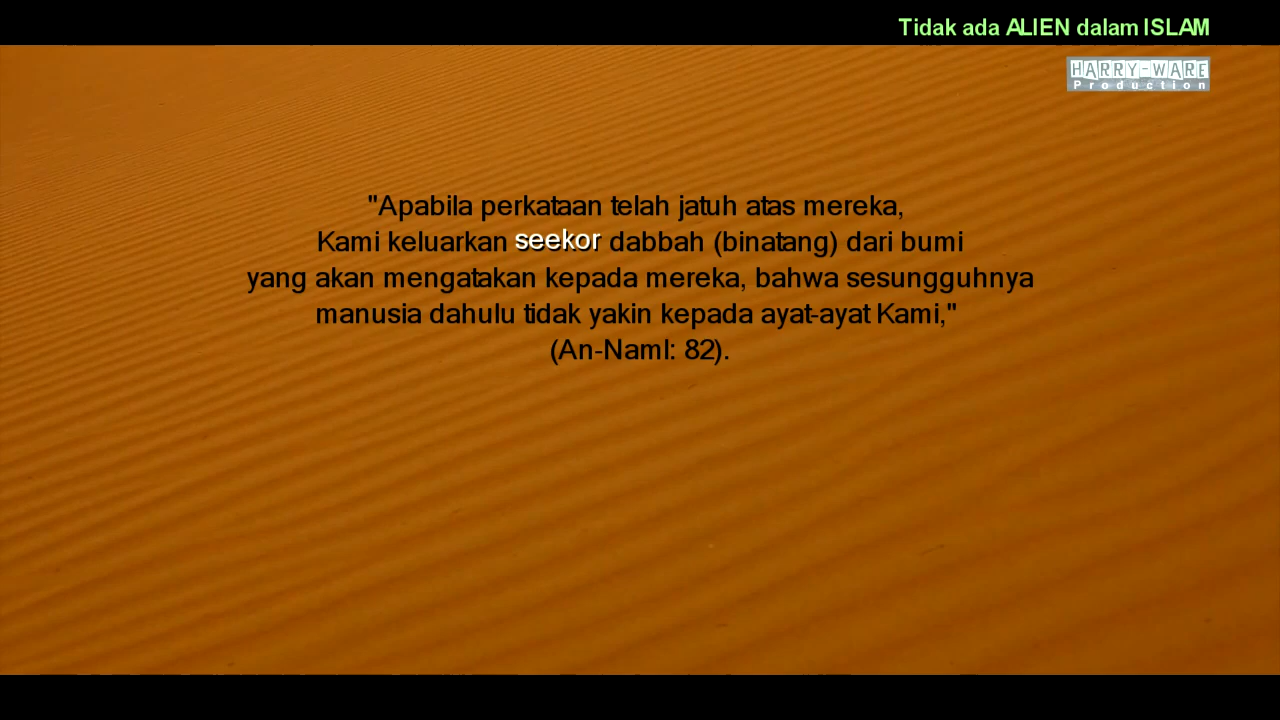 Tidak ada ALIEN dalam ISLAM
HARRY-WARE
Production
"Apabila perkataan telah jatuh atas mereka,
Kami keluarkan seekor dabbah (binatang) dari bumi
yang akan mengatakan kepada mereka, bahwa sesungguhnya
manusia dahulu tidak yakin kepada ayat-ayat Kami,"
(An-Naml: 82).